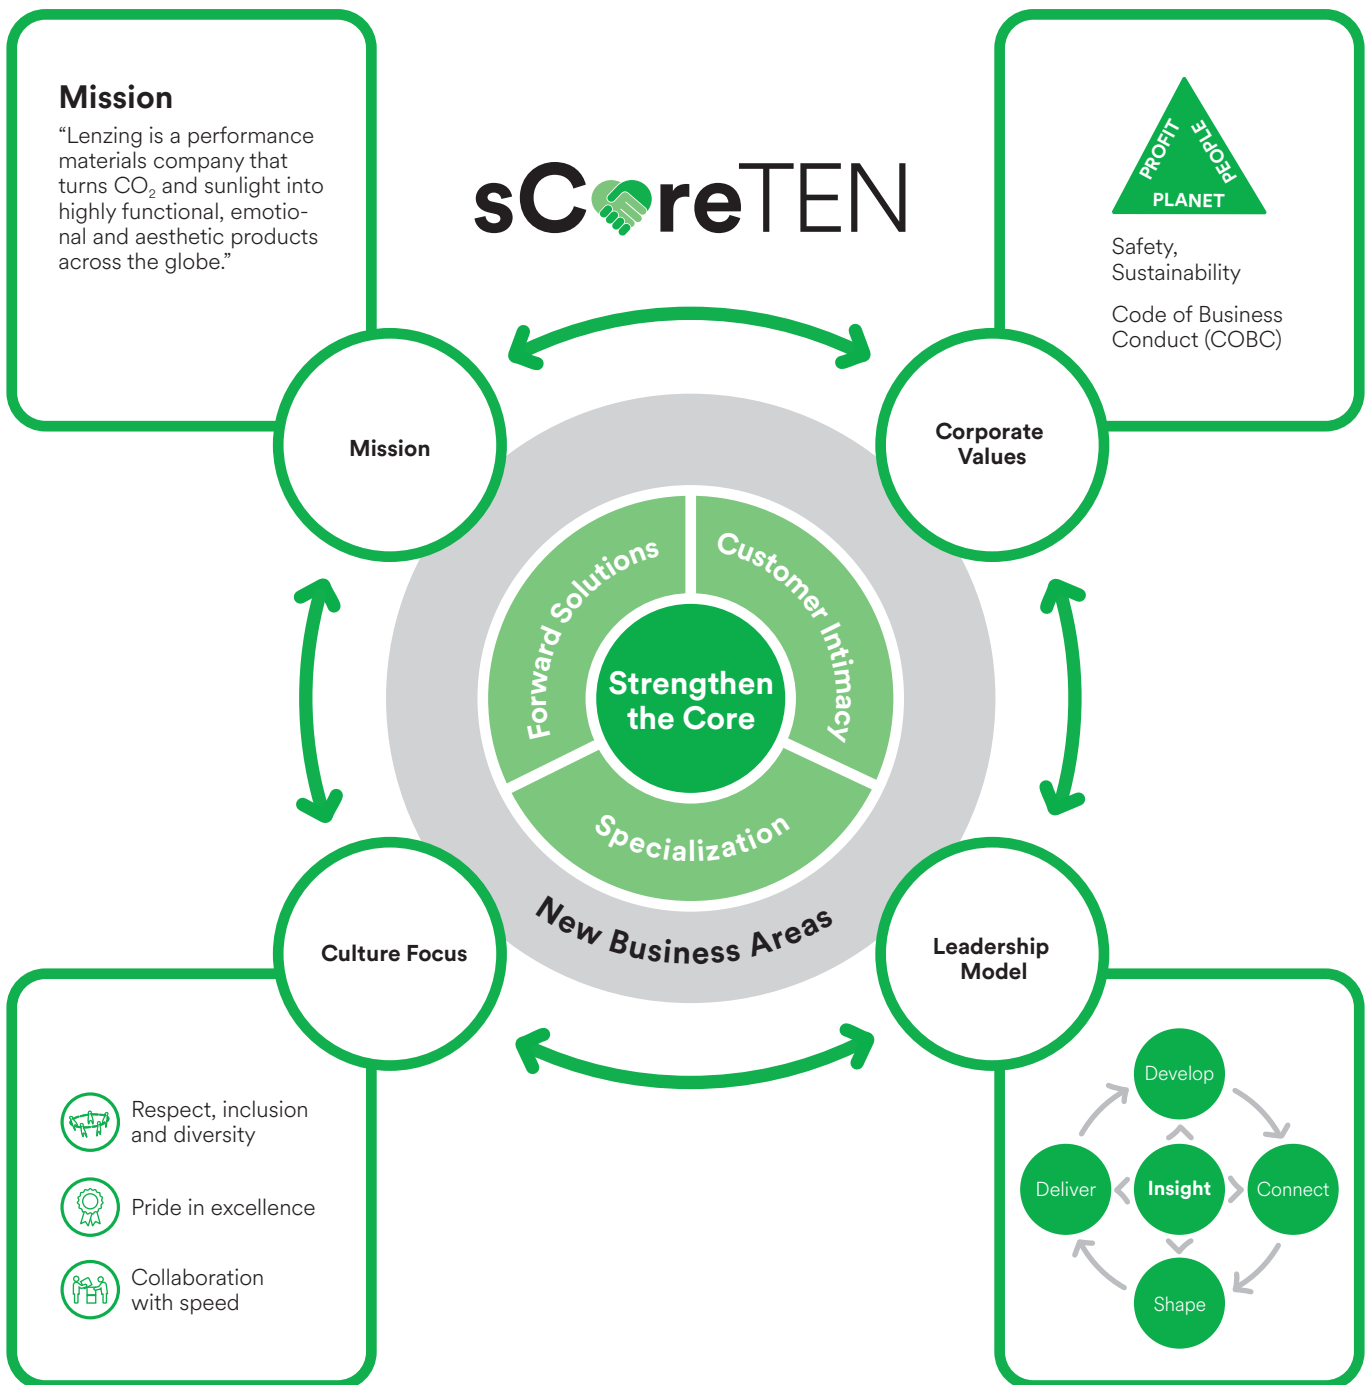 Mission
“Lenzing is a performance
materials company that
turns CO₂ and sunlight into
highly functional, emotio-
nal and aesthetic products
across the globe.”
sCoreTEN
PROFIT
PEOPLE
PLANET
Safety,
Sustainability
Code of Business
Conduct (COBC)
Mission
Corporate
Values
Forward Solutions
Customer Intimacy
Strengthen
the Core
Specialization
New Business Areas
Culture Focus
Leadership
Model
Respect, inclusion
and diversity
Pride in excellence
Collaboration
with speed
Develop
Deliver
Insight
Connect
Shape